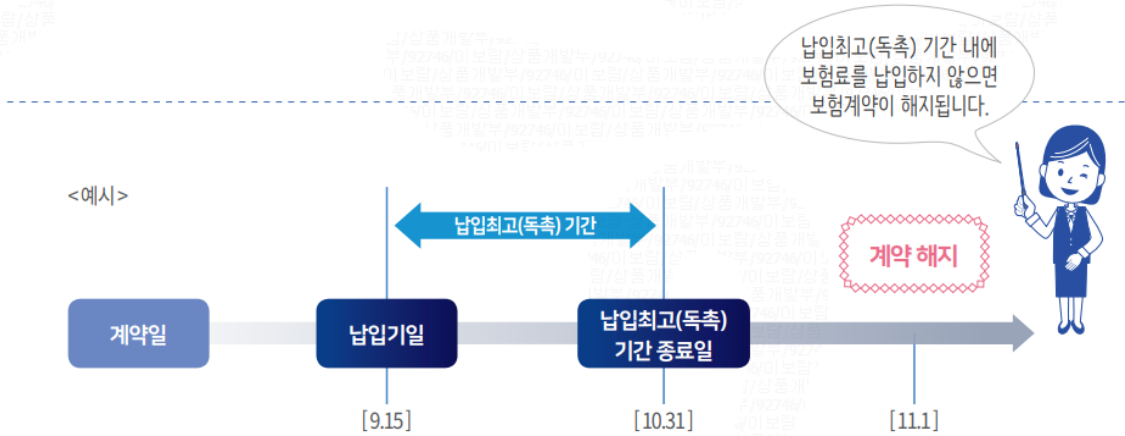 납입최고(독촉) 기간 내에
보험료를 납입하지 않으면
보험계약이 해지됩니다.
<예시>
납입최고(독촉) 기간
계약 해지
계약일
납입기일
납입최고(독촉)
기간 종료일
[9.15]
[10.31]
[11.1]